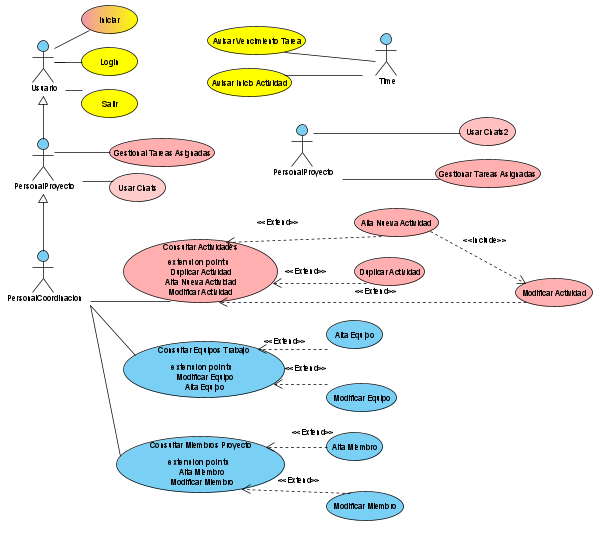 Iniciar
Avisar Vencimiento Tarea
Login
Usuario
Time
Avisar Inicio Actividad
Salir
Usar Chats2
Gestionar Tareas Asignadas
PersonalProyecto
PersonalProyecto
Gestionar Tareas Asignadas
Usar Chats
<<Extend>>
Alta Nueva Actividad
<<Include>>
Consultar Actividades
extension points
Duplicar Actividad
Alta Nueva Actividad
Modificar Actividad
<<Extend>>
Duplicar Actividad
<<Extend>>
Modificar Actividad
PersonalCoordinacion
Alta Equipo
<<Extend>>
Consultar Equipos Trabajo
extension points
Modificar Equipo
Alta Equipo
<<Extend>>
Modificar Equipo
<<Extend>>
Alta Miembro
Consultar Miembros Proyecto
extension points
Alta Miembro
Modificar Miembro
<<Extend>>
Modificar Miembro